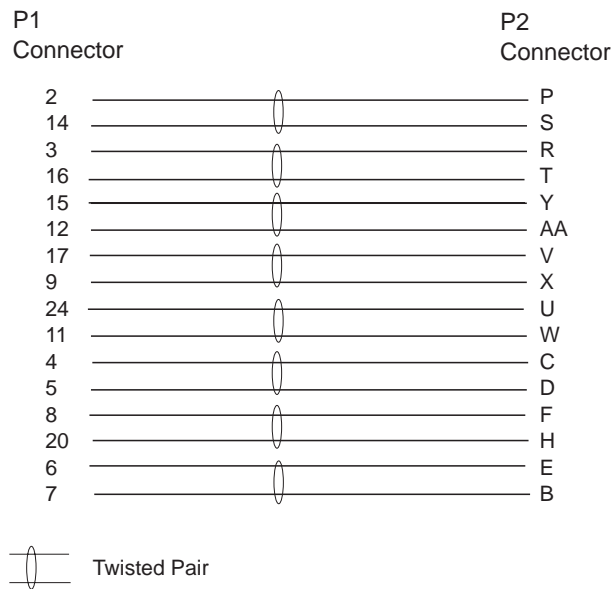 P1 P2
Connector Connector
2 P
14 S
3 R
16 T
15 Y
12 AA
17 V
9 X
24 U
11 W
4 C
5 D
8 F
20 H
6 E
7 B
Twisted Pair